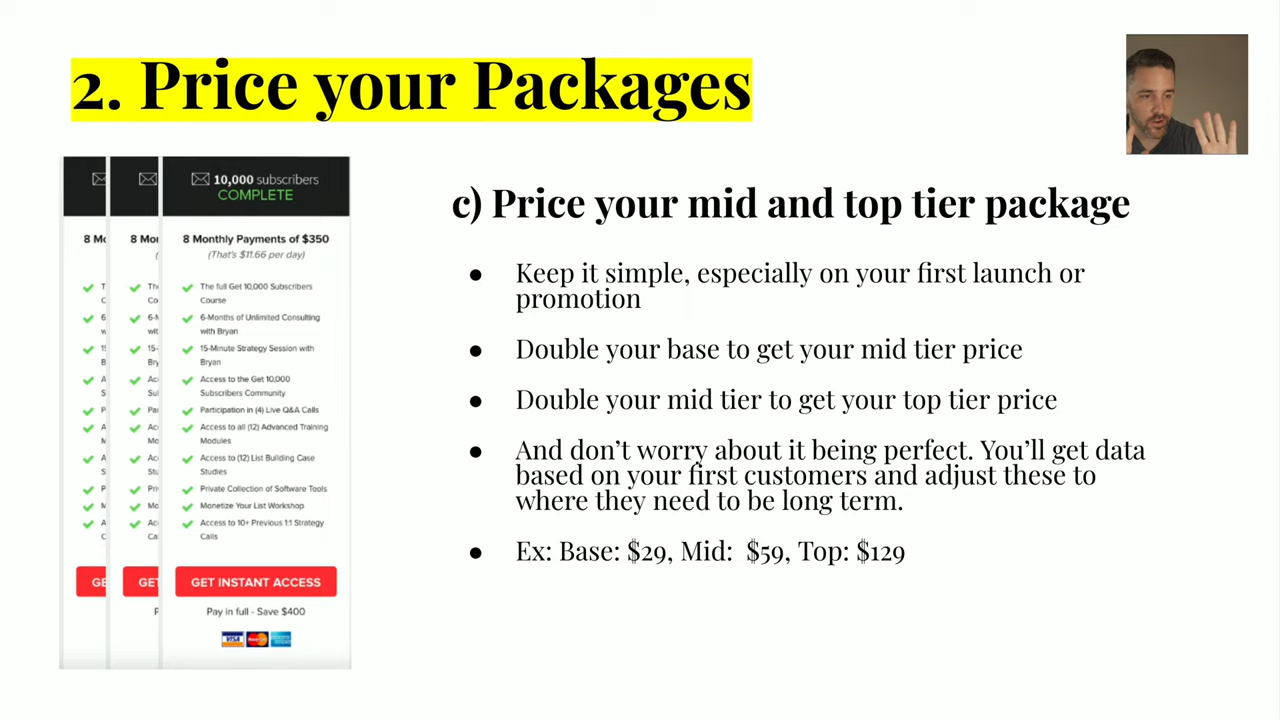 2. Price your Packages
10,000 subscribers
COMPLETE
8 Mo
8 Mon
8 Monthly Payments of $350
(That's $11.66 per day)
The full Get 10,000 Subscribers
Course
6-Months of Unlimited Consulting
with Bryan
15-Minute Strategy Session with
Bryan
Access to the Get 10,000
Subscribers Community
Participation in (4) Live Q&A Calls
Access to all (12) Advanced Training
Modules
Access to (12) List Building Case
Studies
Private Collection of Software Tools
Monetize Your List Workshop
Access to 10+ Previous 1:1 Strategy
Calls
GE
GET
GET INSTANT ACCESS
Pay in full - Save $400
VISA
c) Price your mid and top tier package
● Keep it simple, especially on your first launch or
promotion
● Double your base to get your mid tier price
● Double your mid tier to get your top tier price
● And don't worry about it being perfect. You'll get data
based on your first customers and adjust these to
where they need to be long term.
● Ex: Base: $29, Mid: $59, Top: $129